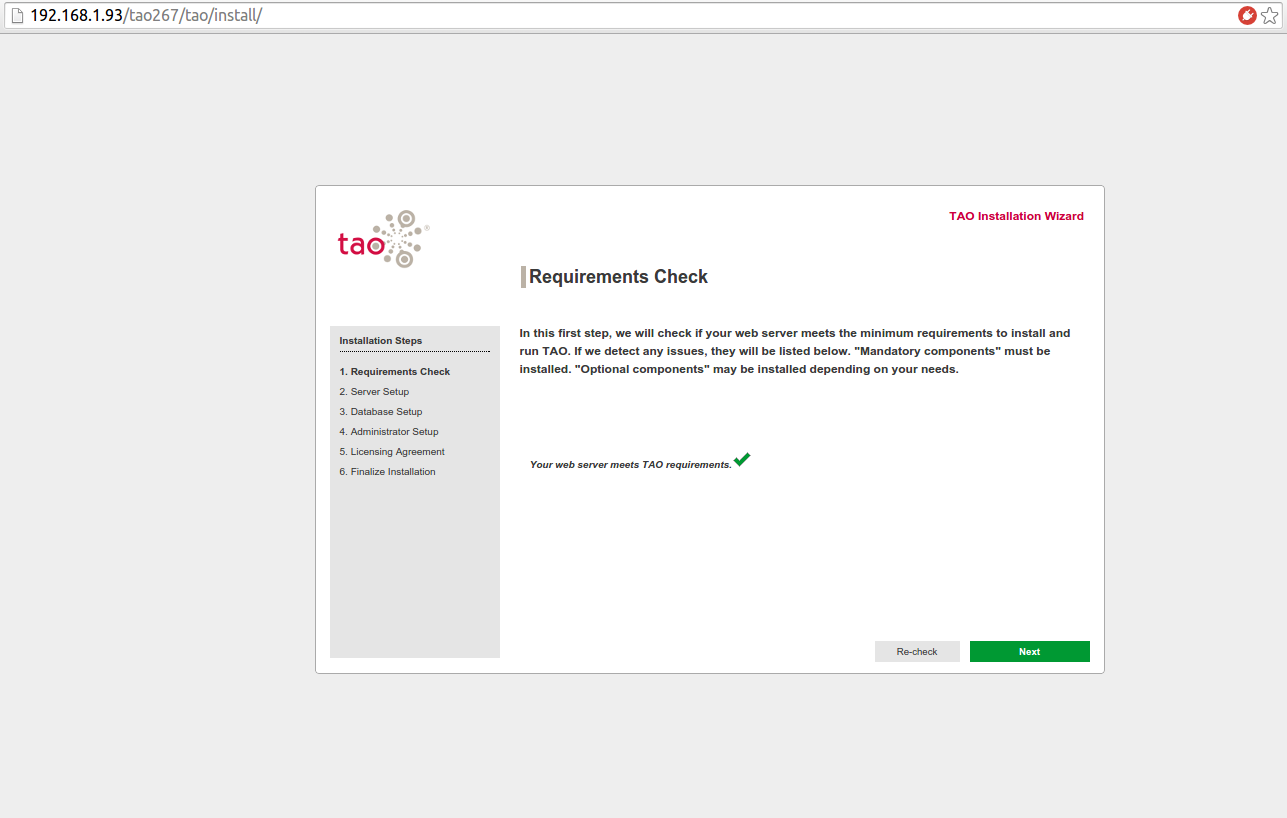 192.168.1.93/tao267/tao/install/
tao®
TAO Installation Wizard
Requirements Check
Installation Steps
1. Requirements Check
2. Server Setup
3. Database Setup
4. Administrator Setup
5. Licensing Agreement
6. Finalize Installation
In this first step, we will check if your web server meets the minimum requirements to install and
run TAO. If we detect any issues, they will be listed below. "Mandatory components" must be
installed. "Optional components" may be installed depending on your needs.
Your web server meets TAO requirements.
Re-check
Next